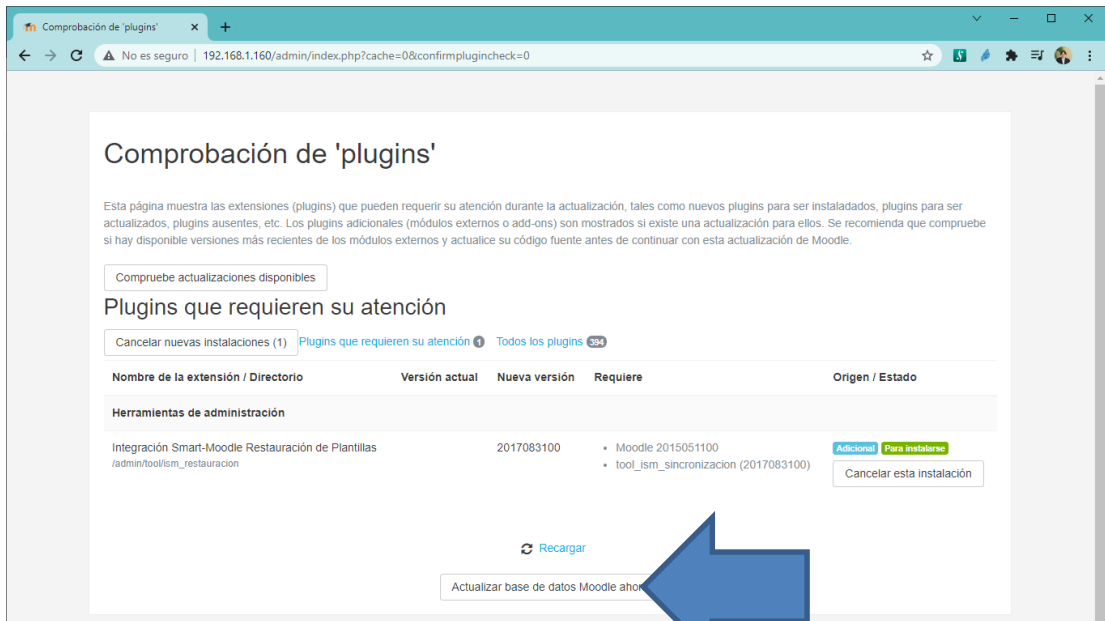 Comprobación de 'plugins'
No es seguro | 192.168.1.160/admin/index.php?cache=0&confirmplugincheck=0
Comprobación de 'plugins'
Esta página muestra las extensiones (plugins) que pueden requerir su atención durante la actualización, tales como nuevos plugins para ser instaladados, plugins para ser
actualizados, plugins ausentes, etc. Los plugins adicionales (módulos externos o add-ons) son mostrados si existe una actualización para ellos. Se recomienda que compruebe
si hay disponible versiones más recientes de los módulos externos y actualice su código fuente antes de continuar con esta actualización de Moodle.
Compruebe actualizaciones disponibles
Plugins que requieren su atención
Cancelar nuevas instalaciones (1) Plugins que requieren su atención 1 Todos los plugins 394
Nombre de la extensión / Directorio Versión actual Nueva versión Requiere Origen / Estado
Herramientas de administración
Integración Smart-Moodle Restauración de Plantillas 2017083100 • Moodle 2015051100 Adicional Para instalarse
/admin/tool/ism_restauracion • tool_ism_sincronizacion (2017083100)
Cancelar esta instalación
Recargar
Actualizar base de datos Moodle